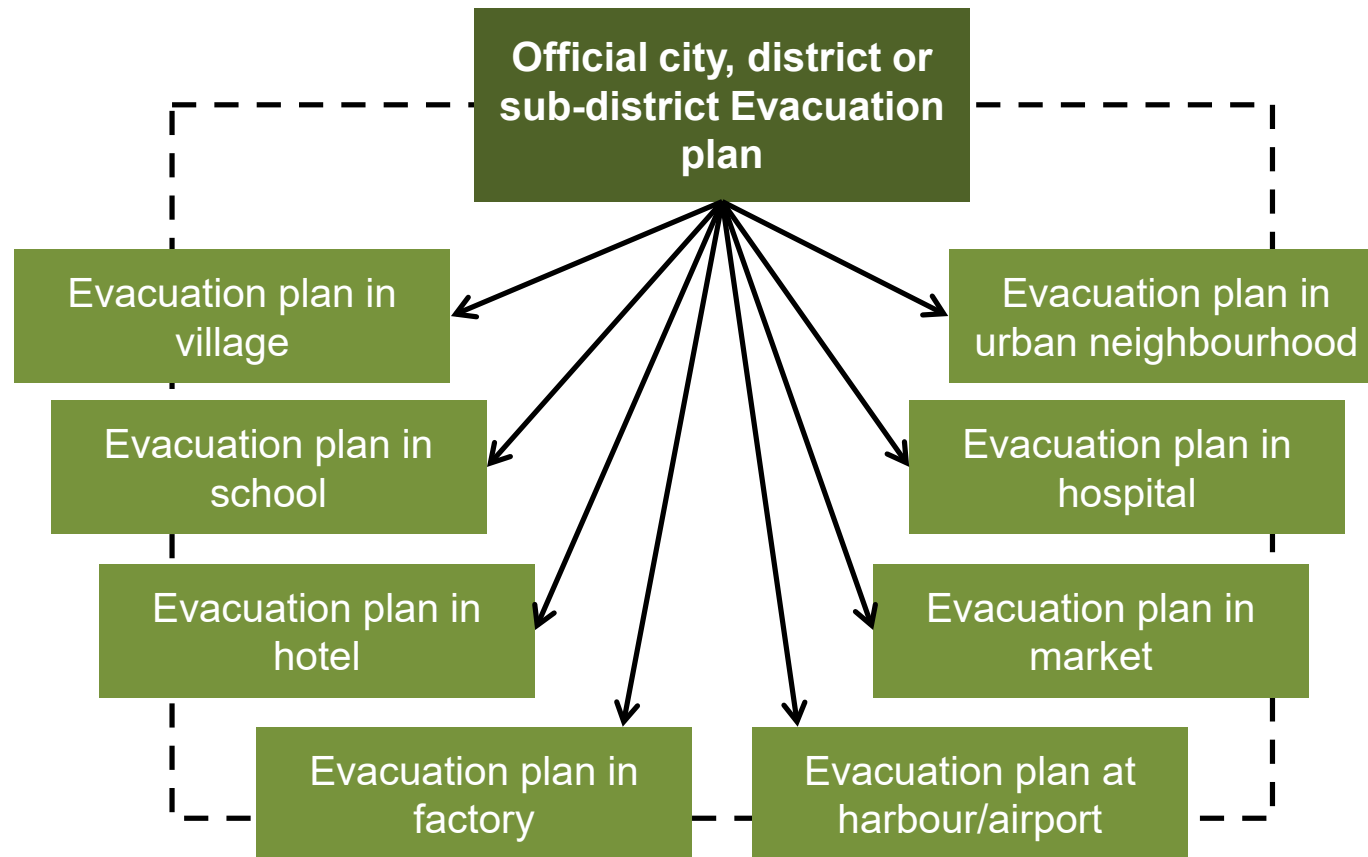 Official city, district or
sub-district Evacuation
plan
Evacuation plan in
village
Evacuation plan in
urban neighbourhood
Evacuation plan in
school
Evacuation plan in
hospital
Evacuation plan in
hotel
Evacuation plan in
market
Evacuation plan in
factory
Evacuation plan at
harbour/airport